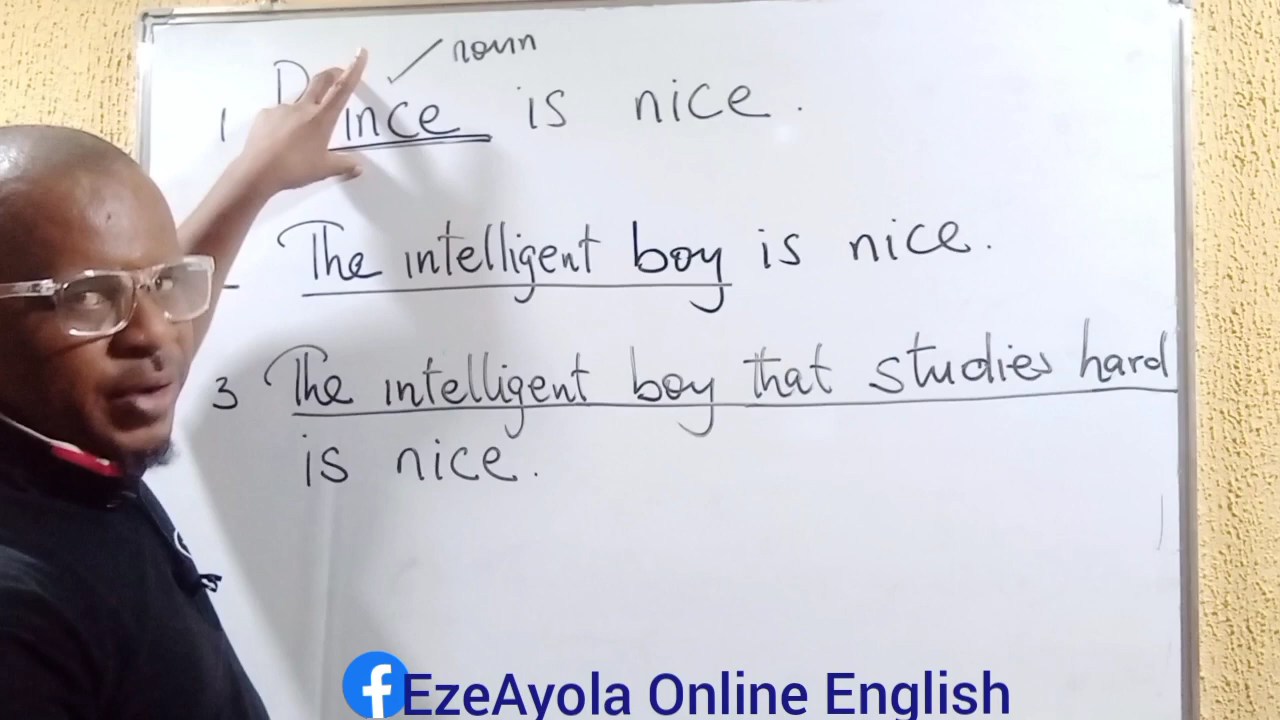 noun
1 is nice.
The intelligent boy is nice.
3 The intelligent boy that studies hard
is nice.
EzeAyola Online English